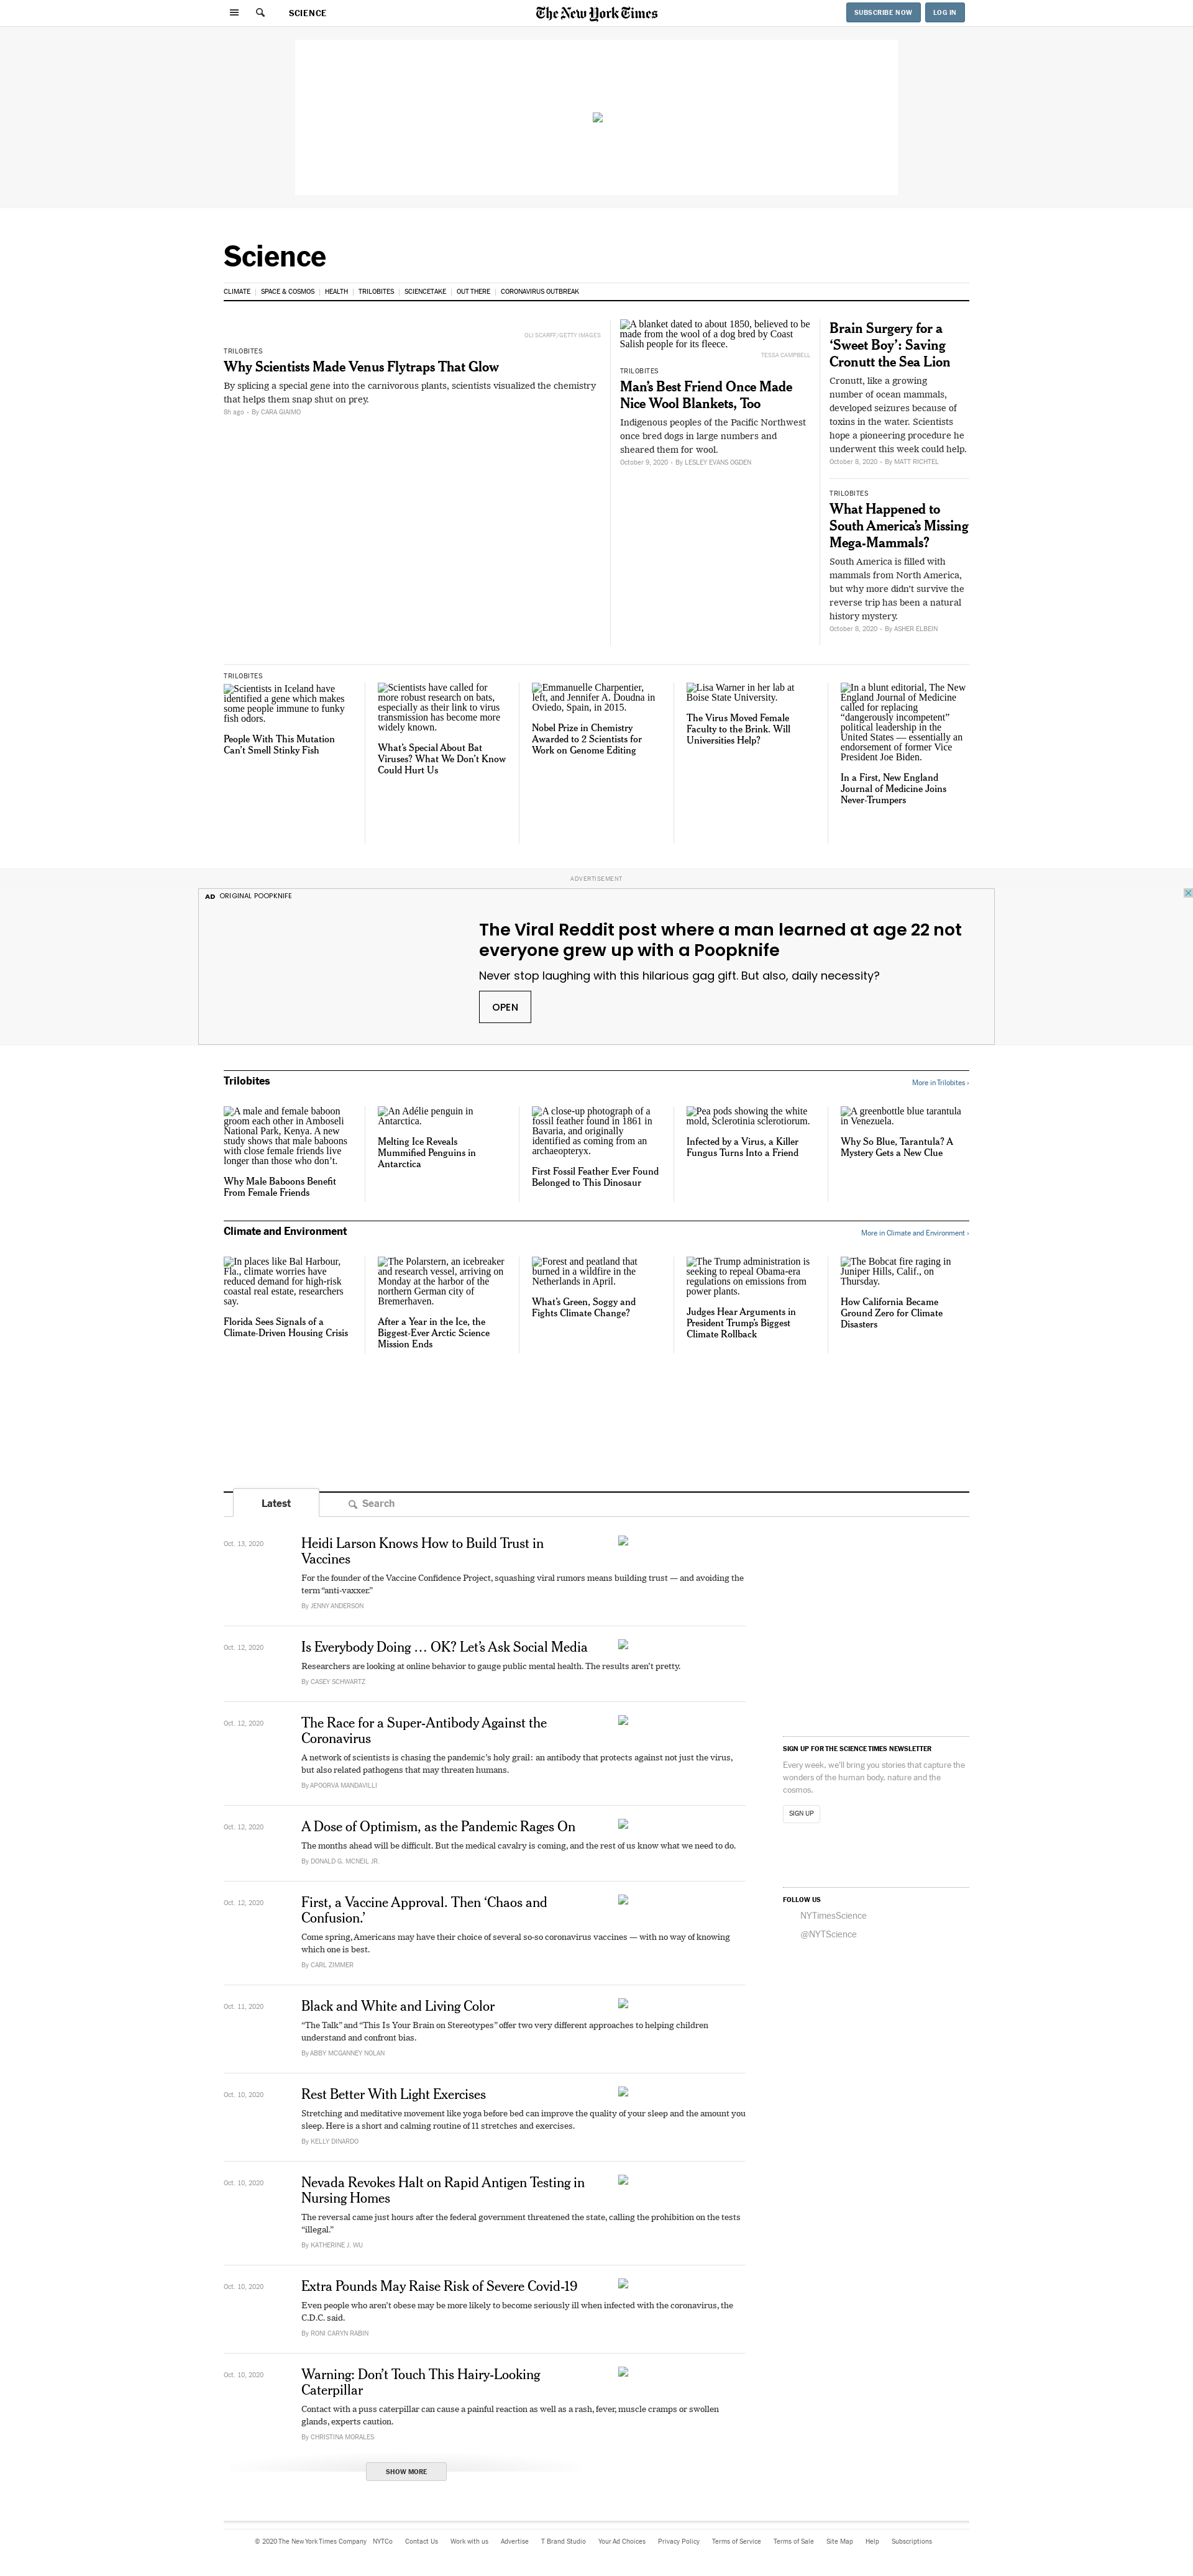 SCIENCE
The New York Times
SUBSCRIBE NOW
LOG IN
Science
CLIMATE
SPACE & COSMOS
HEALTH
TRILOBITES
SCIENCETAKE
OUT THERE
CORONAVIRUS OUTBREAK
OLI SCARFF/GETTY IMAGES
TRILOBITES
Why Scientists Made Venus Flytraps That Glow
By splicing a special gene into the carnivorous plants, scientists visualized the chemistry
that helps them snap shut on prey.
8h ago • By CARA GIAIMO
A blanket dated to about 1850, believed to be
made from the wool of a dog bred by Coast
Salish people for its fleece.
TESSA CAMPBELL
TRILOBITES
Man’s Best Friend Once Made
Nice Wool Blankets, Too
Indigenous peoples of the Pacific Northwest
once bred dogs in large numbers and
sheared them for wool.
October 9, 2020 • By LESLEY EVANS OGDEN
Brain Surgery for a
‘Sweet Boy’: Saving
Cronutt the Sea Lion
Cronutt, like a growing
number of ocean mammals,
developed seizures because of
toxins in the water. Scientists
hope a pioneering procedure he
underwent this week could help.
October 8, 2020 • By MATT RICHTEL
TRILOBITES
What Happened to
South America’s Missing
Mega-Mammals?
South America is filled with
mammals from North America,
but why more didn’t survive the
reverse trip has been a natural
history mystery.
October 8, 2020 • By ASHER ELBEIN
TRILOBITES
Scientists in Iceland have
identified a gene which makes
some people immune to funky
fish odors.
People With This Mutation
Can’t Smell Stinky Fish
Scientists have called for
more robust research on bats,
especially as their link to virus
transmission has become more
widely known.
What’s Special About Bat
Viruses? What We Don’t Know
Could Hurt Us
Emmanuelle Charpentier,
left, and Jennifer A. Doudna in
Oviedo, Spain, in 2015.
Nobel Prize in Chemistry
Awarded to 2 Scientists for
Work on Genome Editing
Lisa Warner in her lab at
Boise State University.
The Virus Moved Female
Faculty to the Brink. Will
Universities Help?
In a blunt editorial, The New
England Journal of Medicine
called for replacing
“dangerously incompetent”
political leadership in the
United States — essentially an
endorsement of former Vice
President Joe Biden.
In a First, New England
Journal of Medicine Joins
Never-Trumpers
ADVERTISEMENT
AD ORIGINAL POOPKNIFE
The Viral Reddit post where a man learned at age 22 not
everyone grew up with a Poopknife
Never stop laughing with this hilarious gag gift. But also, daily necessity?
OPEN
Trilobites
More in Trilobites ›
A male and female baboon
groom each other in Amboseli
National Park, Kenya. A new
study shows that male baboons
with close female friends live
longer than those who don’t.
Why Male Baboons Benefit
From Female Friends
An Adélie penguin in
Antarctica.
Melting Ice Reveals
Mummified Penguins in
Antarctica
A close-up photograph of a
fossil feather found in 1861 in
Bavaria, and originally
identified as coming from an
archaeopteryx.
First Fossil Feather Ever Found
Belonged to This Dinosaur
Pea pods showing the white
mold, Sclerotinia sclerotiorum.
Infected by a Virus, a Killer
Fungus Turns Into a Friend
A greenbottle blue tarantula
in Venezuela.
Why So Blue, Tarantula? A
Mystery Gets a New Clue
Climate and Environment
More in Climate and Environment ›
In places like Bal Harbour,
Fla., climate worries have
reduced demand for high-risk
coastal real estate, researchers
say.
Florida Sees Signals of a
Climate-Driven Housing Crisis
The Polarstern, an icebreaker
and research vessel, arriving on
Monday at the harbor of the
northern German city of
Bremerhaven.
After a Year in the Ice, the
Biggest-Ever Arctic Science
Mission Ends
Forest and peatland that
burned in a wildfire in the
Netherlands in April.
What’s Green, Soggy and
Fights Climate Change?
The Trump administration is
seeking to repeal Obama-era
regulations on emissions from
power plants.
Judges Hear Arguments in
President Trump’s Biggest
Climate Rollback
The Bobcat fire raging in
Juniper Hills, Calif., on
Thursday.
How California Became
Ground Zero for Climate
Disasters
Latest
Search
Oct. 13, 2020
Heidi Larson Knows How to Build Trust in
Vaccines
For the founder of the Vaccine Confidence Project, squashing viral rumors means building trust — and avoiding the
term “anti-vaxxer.”
By JENNY ANDERSON
Oct. 12, 2020
Is Everybody Doing … OK? Let’s Ask Social Media
Researchers are looking at online behavior to gauge public mental health. The results aren’t pretty.
By CASEY SCHWARTZ
Oct. 12, 2020
The Race for a Super-Antibody Against the
Coronavirus
A network of scientists is chasing the pandemic’s holy grail: an antibody that protects against not just the virus,
but also related pathogens that may threaten humans.
By APOORVA MANDAVILLI
Oct. 12, 2020
A Dose of Optimism, as the Pandemic Rages On
The months ahead will be difficult. But the medical cavalry is coming, and the rest of us know what we need to do.
By DONALD G. MCNEIL JR.
Oct. 12, 2020
First, a Vaccine Approval. Then ‘Chaos and
Confusion.’
Come spring, Americans may have their choice of several so-so coronavirus vaccines — with no way of knowing
which one is best.
By CARL ZIMMER
Oct. 11, 2020
Black and White and Living Color
“The Talk” and “This Is Your Brain on Stereotypes” offer two very different approaches to helping children
understand and confront bias.
By ABBY MCGANNEY NOLAN
Oct. 10, 2020
Rest Better With Light Exercises
Stretching and meditative movement like yoga before bed can improve the quality of your sleep and the amount you
sleep. Here is a short and calming routine of 11 stretches and exercises.
By KELLY DINARDO
Oct. 10, 2020
Nevada Revokes Halt on Rapid Antigen Testing in
Nursing Homes
The reversal came just hours after the federal government threatened the state, calling the prohibition on the tests
“illegal.”
By KATHERINE J. WU
Oct. 10, 2020
Extra Pounds May Raise Risk of Severe Covid-19
Even people who aren’t obese may be more likely to become seriously ill when infected with the coronavirus, the
C.D.C. said.
By RONI CARYN RABIN
Oct. 10, 2020
Warning: Don’t Touch This Hairy-Looking
Caterpillar
Contact with a puss caterpillar can cause a painful reaction as well as a rash, fever, muscle cramps or swollen
glands, experts caution.
By CHRISTINA MORALES
SHOW MORE
SIGN UP FOR THE SCIENCE TIMES NEWSLETTER
Every week, we’ll bring you stories that capture the
wonders of the human body, nature and the
cosmos.
SIGN UP
FOLLOW US
NYTimesScience
@NYTScience
© 2020 The New York Times Company
NYTCo
Contact Us
Work with us
Advertise
T Brand Studio
Your Ad Choices
Privacy Policy
Terms of Service
Terms of Sale
Site Map
Help
Subscriptions